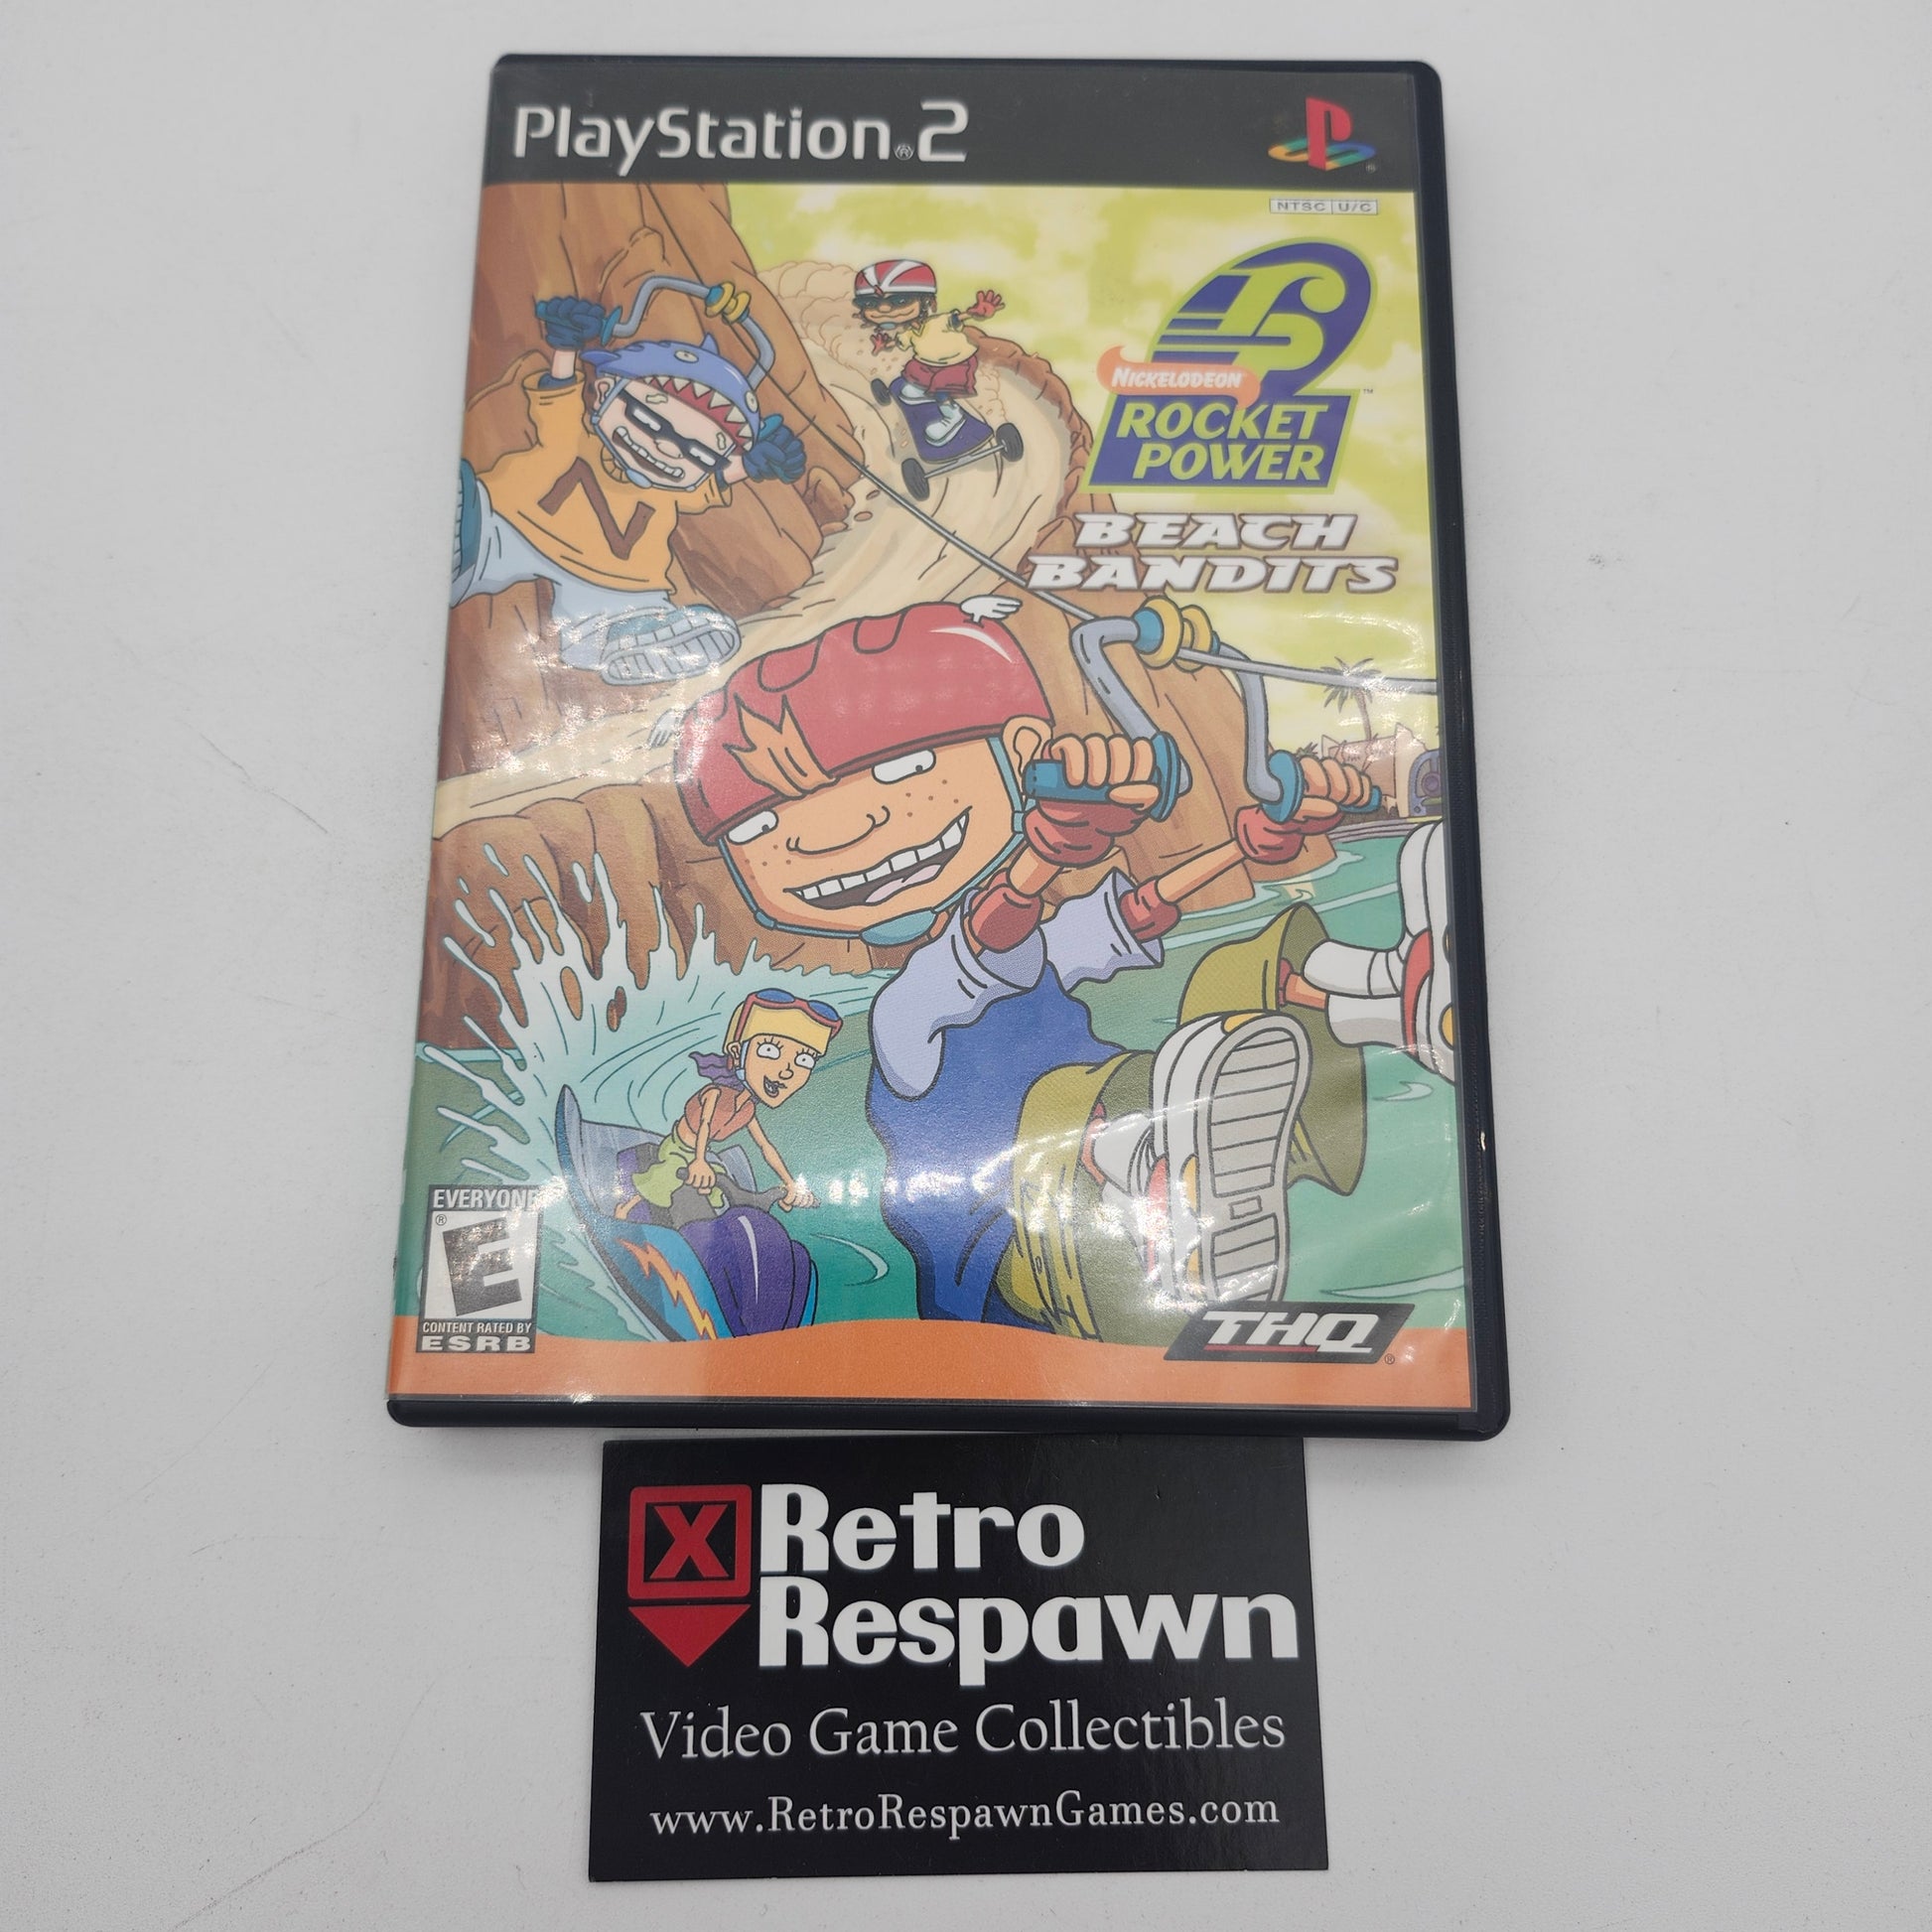 PlayStation®2
NTSC U/C
NICKELODEON
ROCKET
POWER
™
BEACH
BANDITS
EVERYONE
E
®
CONTENT RATED BY
ESRB
THQ
®
Retro
Respawn
Video Game Collectibles
www.RetroRespawnGames.com